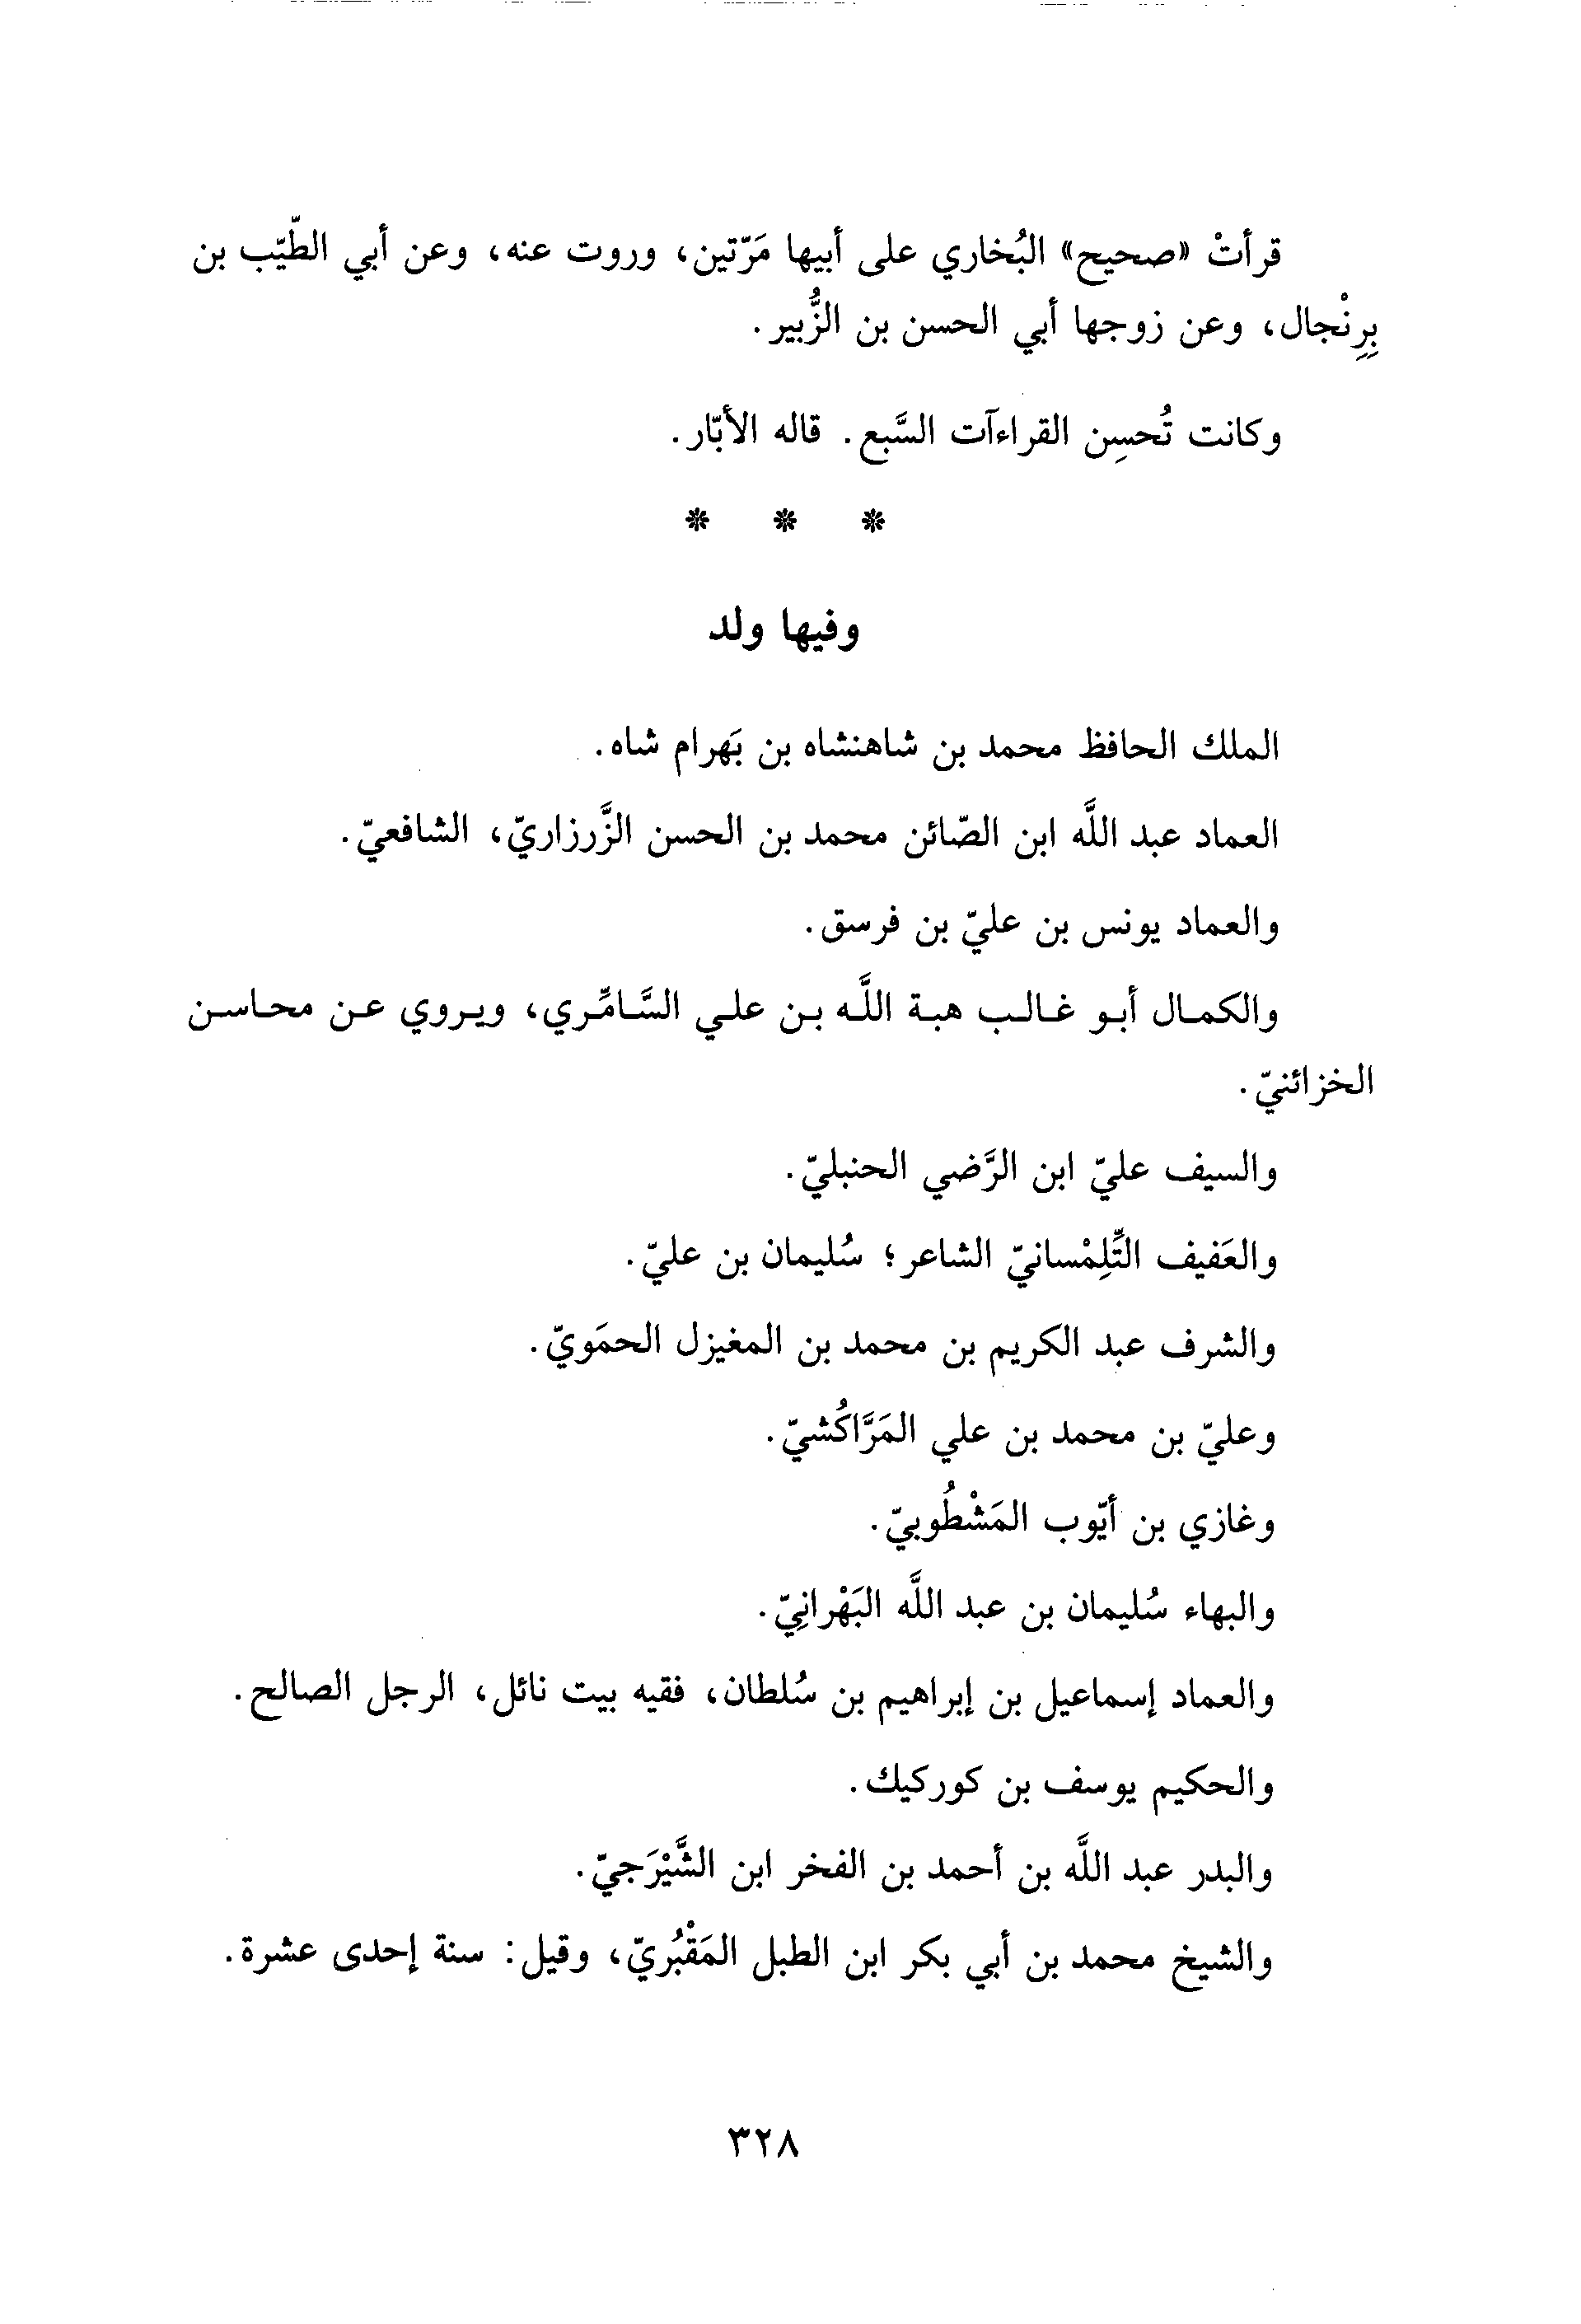 قرأتْ «صحيح» البُخاري على أبيها مَرّتين، وروت عنه، وعن أبي الطّيّب بن
بِرِنْجال، وعن زوجها أبي الحسن بن الزُّبير.
وكانت تُحسِن القراءآت السَّبع. قاله الأبّار.
* * *
وفيها ولد
الملك الحافظ محمد بن شاهنشاه بن بَهرام شاه.
العماد عبد اللَّه ابن الصّائن محمد بن الحسن الزَّرزاريّ، الشافعيّ.
والعماد يونس بن عليّ بن فرسق.
والكمال أبو غالب هبة اللَّه بن علي السَّامِّري، ويروي عن محاسن
الخزائنيّ.
والسيف عليّ ابن الرَّضي الحنبليّ.
والعَفيف التِّلِمْسانيّ الشاعر؛ سُليمان بن عليّ.
والشرف عبد الكريم بن محمد بن المغيزل الحمَويّ.
وعليّ بن محمد بن علي المَرَّاكُشيّ.
وغازي بن أيّوب المَشْطُوبيّ.
والبهاء سُليمان بن عبد اللَّه البَهْرانِيّ.
والعماد إسماعيل بن إبراهيم بن سُلطان، فقيه بيت نائل، الرجل الصالح.
والحكيم يوسف بن كوركيك.
والبدر عبد اللَّه بن أحمد بن الفخر ابن الشَّيْرَجيّ.
والشيخ محمد بن أبي بكر ابن الطبل المَقْبُريّ، وقيل: سنة إحدى عشرة.
٣٢٨